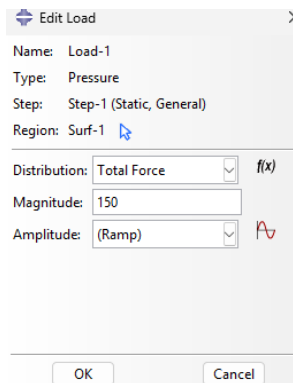 Edit Load
Name: Load-1
Type: Pressure
Step: Step-1 (Static, General)
Region: Surf-1
Distribution: Total Force f(x)
Magnitude: 150
Amplitude: (Ramp)
OK Cancel